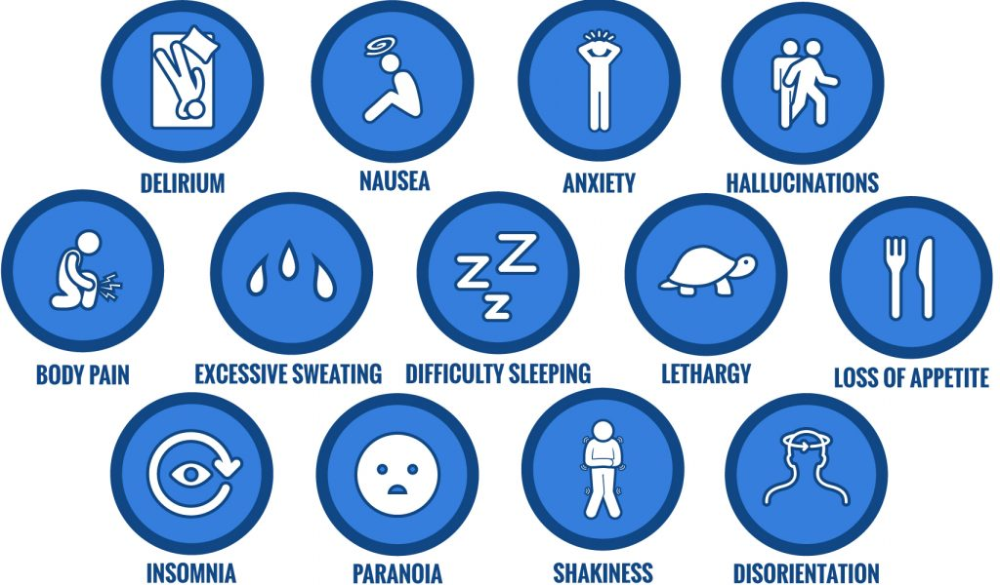 DELIRIUM
NAUSEA
ANXIETY
HALLUCINATIONS
BODY PAIN
EXCESSIVE SWEATING
DIFFICULTY SLEEPING
LETHARGY
LOSS OF APPETITE
INSOMNIA
PARANOIA
SHAKINESS
DISORIENTATION